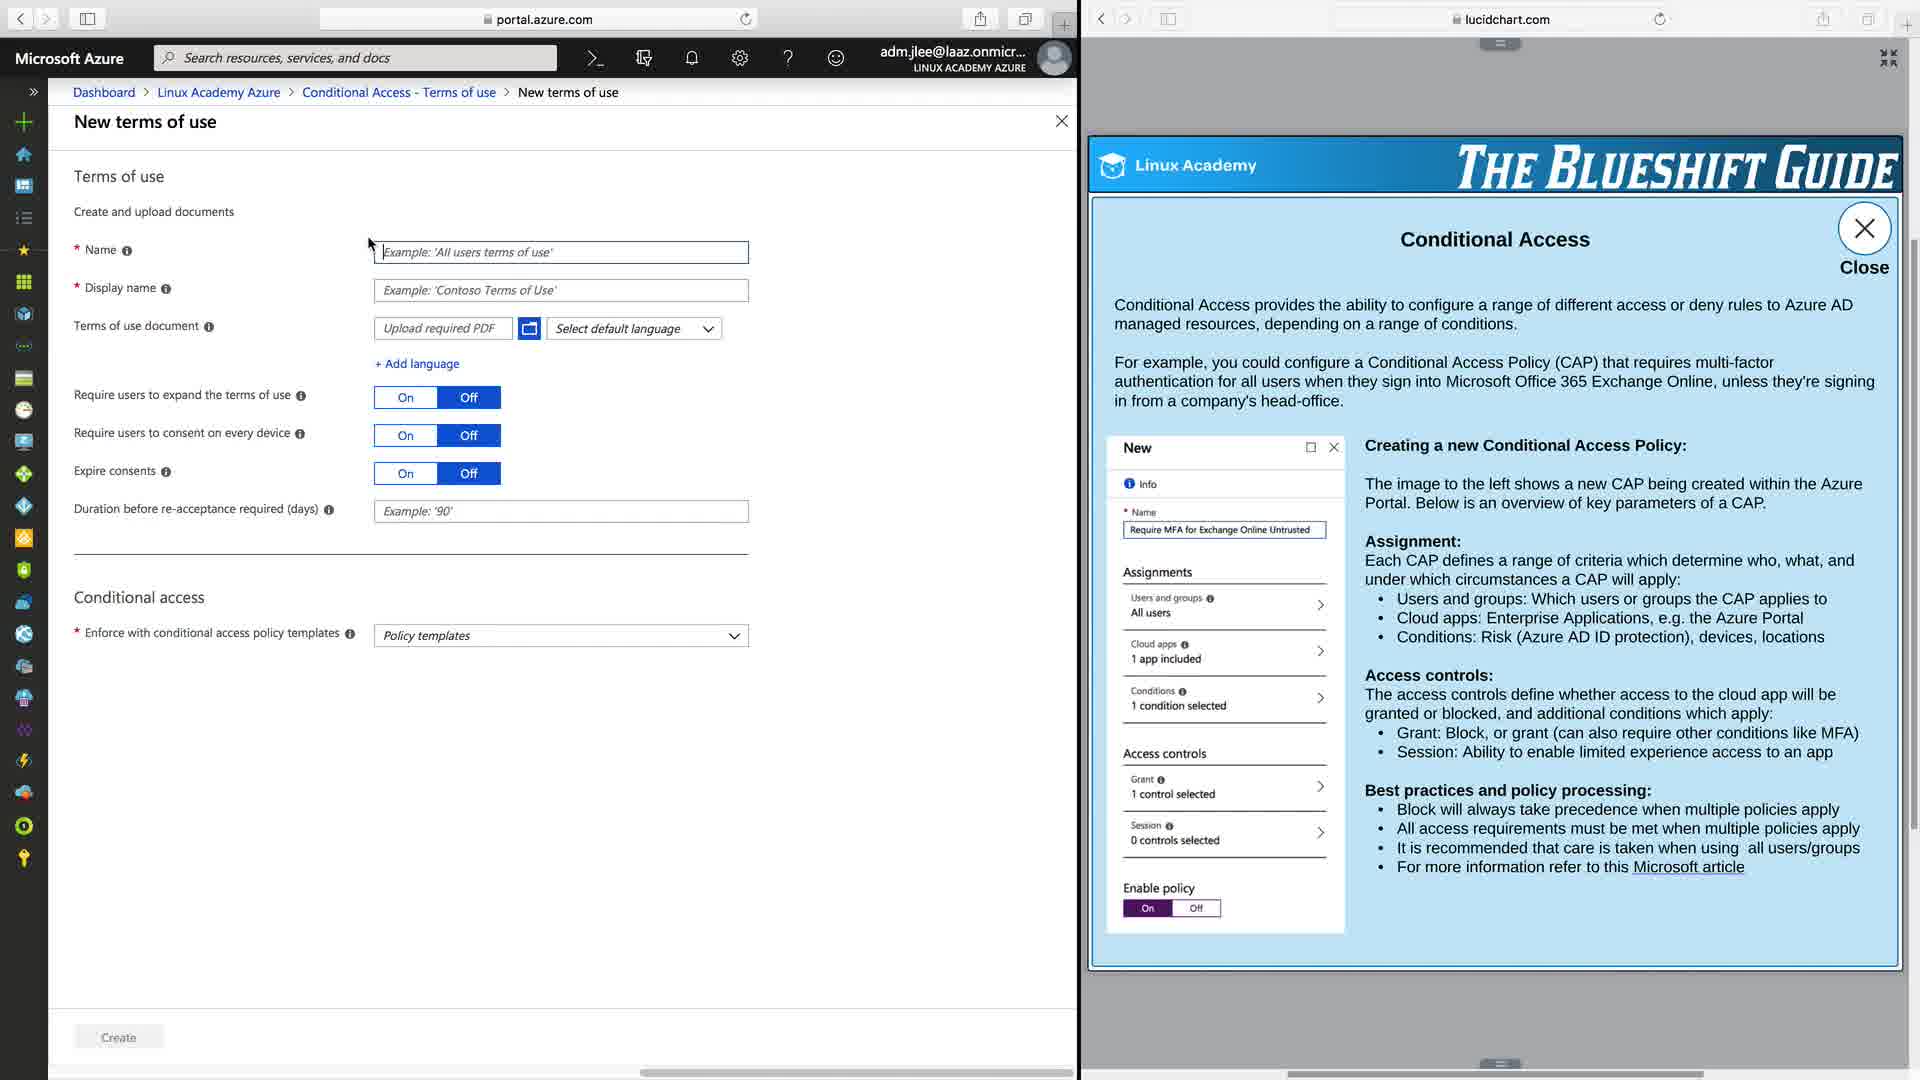 portal.azure.com
Microsoft Azure
Search resources, services, and docs
adm.jlee@laaz.onmicr...
LINUX ACADEMY AZURE
Dashboard > Linux Academy Azure > Conditional Access - Terms of use > New terms of use
New terms of use
Terms of use
Create and upload documents
* Name
Example: 'All users terms of use'
* Display name
Example: 'Contoso Terms of Use'
Terms of use document
Upload required PDF
Select default language
+ Add language
Require users to expand the terms of use
On Off
Require users to consent on every device
On Off
Expire consents
On Off
Duration before re-acceptance required (days)
Example: '90'
Conditional access
* Enforce with conditional access policy templates
Policy templates
Create
lucidchart.com
Linux Academy
THE BLUESHIFT GUIDE
Conditional Access
Close
Conditional Access provides the ability to configure a range of different access or deny rules to Azure AD
managed resources, depending on a range of conditions.
For example, you could configure a Conditional Access Policy (CAP) that requires multi-factor
authentication for all users when they sign into Microsoft Office 365 Exchange Online, unless they're signing
in from a company's head-office.
New
Info
* Name
Require MFA for Exchange Online Untrusted
Assignments
Users and groups
All users
Cloud apps
1 app included
Conditions
1 condition selected
Access controls
Grant
1 control selected
Session
0 controls selected
Enable policy
On Off
Creating a new Conditional Access Policy:
The image to the left shows a new CAP being created within the Azure
Portal. Below is an overview of key parameters of a CAP.
Assignment:
Each CAP defines a range of criteria which determine who, what, and
under which circumstances a CAP will apply:
• Users and groups: Which users or groups the CAP applies to
• Cloud apps: Enterprise Applications, e.g. the Azure Portal
• Conditions: Risk (Azure AD ID protection), devices, locations
Access controls:
The access controls define whether access to the cloud app will be
granted or blocked, and additional conditions which apply:
• Grant: Block, or grant (can also require other conditions like MFA)
• Session: Ability to enable limited experience access to an app
Best practices and policy processing:
• Block will always take precedence when multiple policies apply
• All access requirements must be met when multiple policies apply
• It is recommended that care is taken when using all users/groups
• For more information refer to this Microsoft article